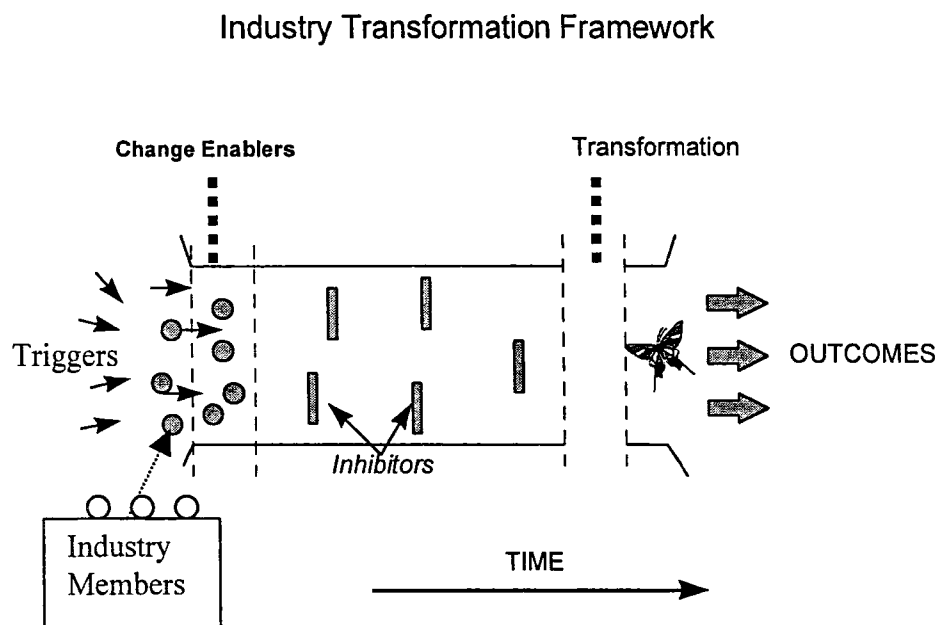 Industry Transformation Framework
Change Enablers
Transformation
Triggers
OUTCOMES
Inhibitors
Industry
Members
TIME